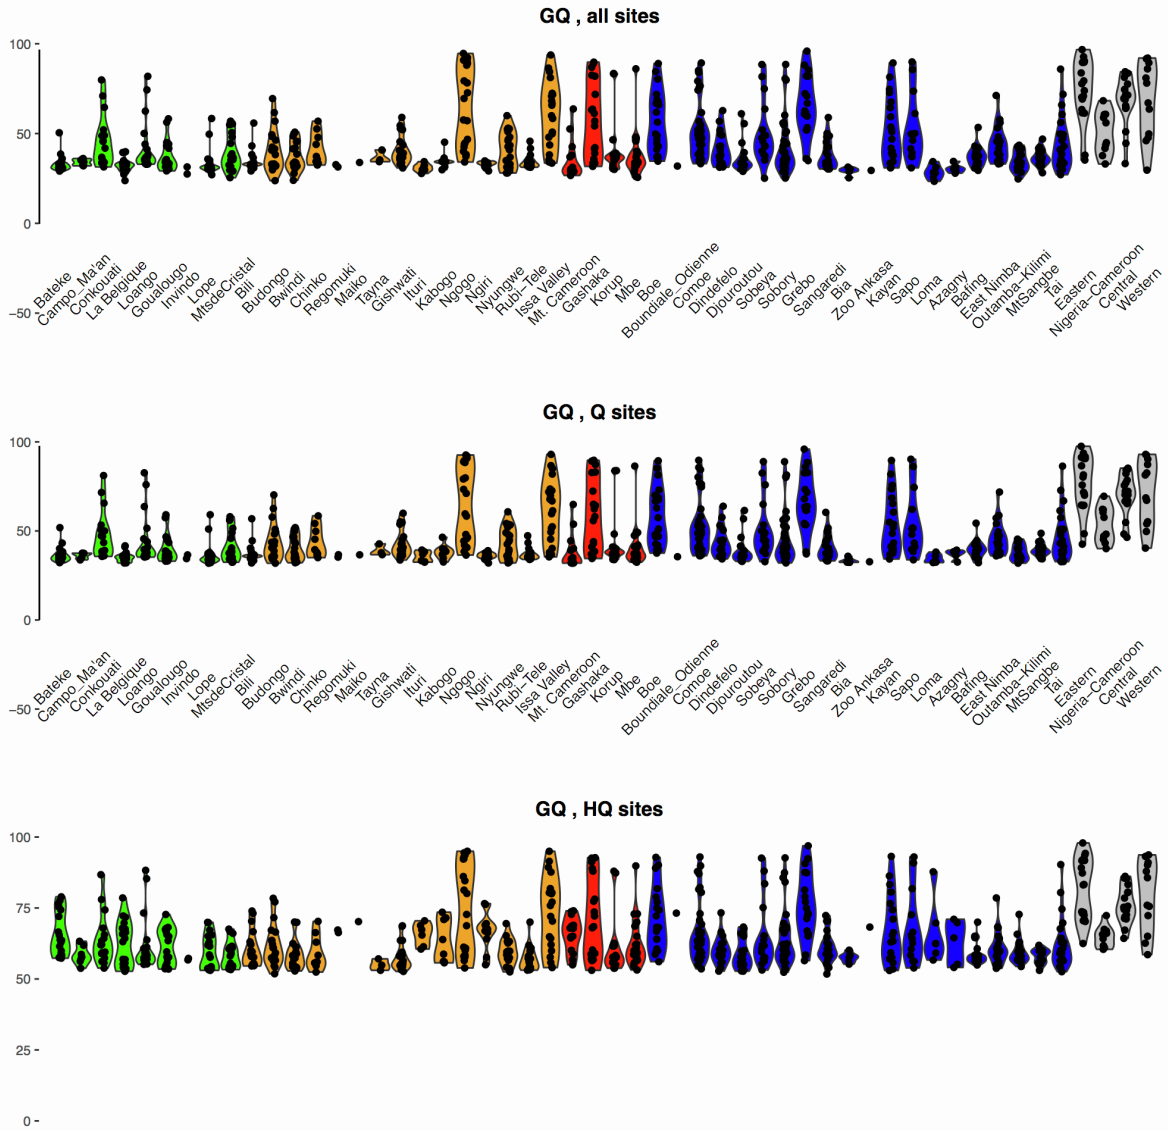 GQ , all sites
100
50
0
−50
Bateke
Campo_Ma'an
Conkouati
La Belgique
Loango
Goualougo
Invindo
Lope
MtsdeCristal
Bili
Budongo
Bwindi
Chinko
Regomuki
Maiko
Tayna
Gishwati
Ituri
Kabogo
Ngogo
Ngiri
Nyungwe
Rubi−Tele
Issa Valley
Mt. Cameroon
Gashaka
Korup
Mbe
Boe
Boundiale_Odienne
Comoe
Dindefelo
Djouroutou
Sobeya
Sobory
Grebo
Sangaredi
Bia
Zoo Ankasa
Kayan
Sapo
Loma
Azagny
Bafing
East Nimba
Outamba−Kilimi
MtSangbe
Tai
Eastern
Nigeria−Cameroon
Central
Western
GQ , Q sites
100
50
0
−50
Bateke
Campo_Ma'an
Conkouati
La Belgique
Loango
Goualougo
Invindo
Lope
MtsdeCristal
Bili
Budongo
Bwindi
Chinko
Regomuki
Maiko
Tayna
Gishwati
Ituri
Kabogo
Ngogo
Ngiri
Nyungwe
Rubi−Tele
Issa Valley
Mt. Cameroon
Gashaka
Korup
Mbe
Boe
Boundiale_Odienne
Comoe
Dindefelo
Djouroutou
Sobeya
Sobory
Grebo
Sangaredi
Bia
Zoo Ankasa
Kayan
Sapo
Loma
Azagny
Bafing
East Nimba
Outamba−Kilimi
MtSangbe
Tai
Eastern
Nigeria−Cameroon
Central
Western
GQ , HQ sites
100
75
50
25
0